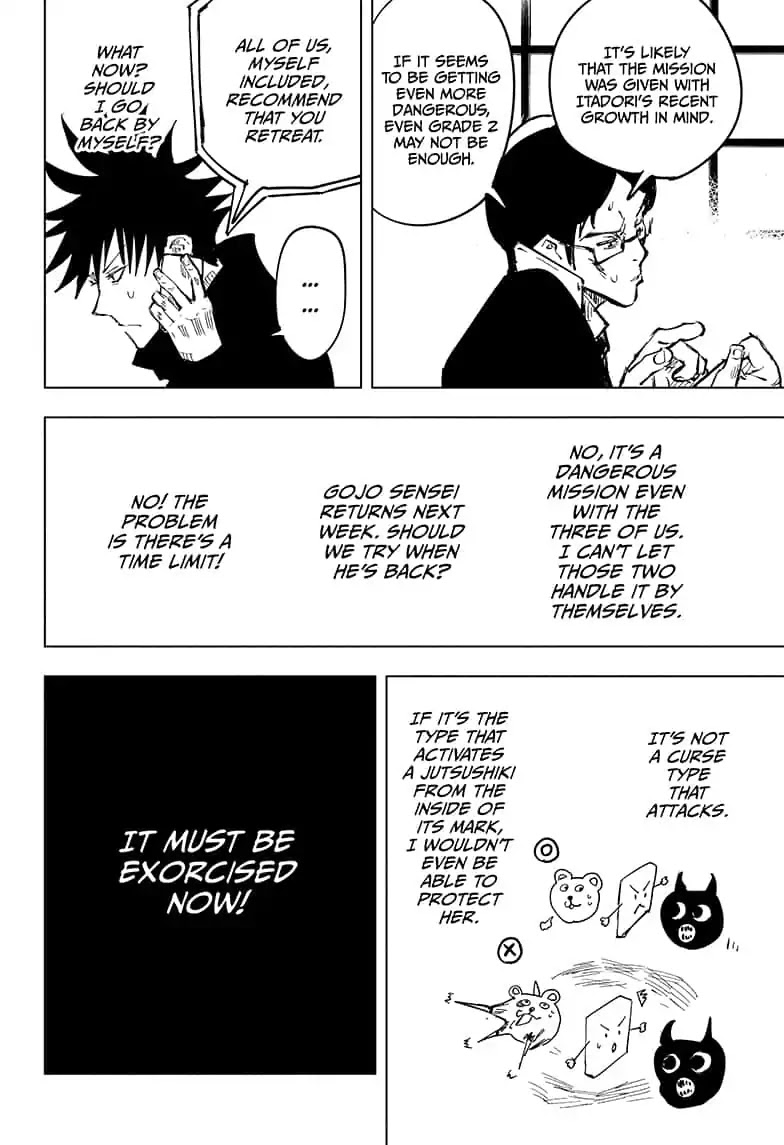 IT'S LIKELY
THAT THE MISSION
WAS GIVEN WITH
ITADORI'S RECENT
GROWTH IN MIND.
IF IT SEEMS
TO BE GETTING
EVEN MORE
DANGEROUS,
EVEN GRADE 2
MAY NOT BE
ENOUGH.
ALL OF US,
MYSELF
INCLUDED,
RECOMMEND
THAT YOU
RETREAT.
...
...
WHAT
NOW?
SHOULD
I GO
BACK BY
MYSELF?
NO, IT'S A
DANGEROUS
MISSION EVEN
WITH THE
THREE OF US.
I CAN'T LET
THOSE TWO
HANDLE IT BY
THEMSELVES.
GOJO SENSEI
RETURNS NEXT
WEEK. SHOULD
WE TRY WHEN
HE'S BACK?
NO! THE
PROBLEM
IS THERE'S A
TIME LIMIT!
IT'S NOT
A CURSE
TYPE
THAT
ATTACKS.
IF IT'S THE
TYPE THAT
ACTIVATES
A JUTSUSHIKI
FROM THE
INSIDE OF
ITS MARK,
I WOULDN'T
EVEN BE
ABLE TO
PROTECT
HER.
IT MUST BE
EXORCISED
NOW!